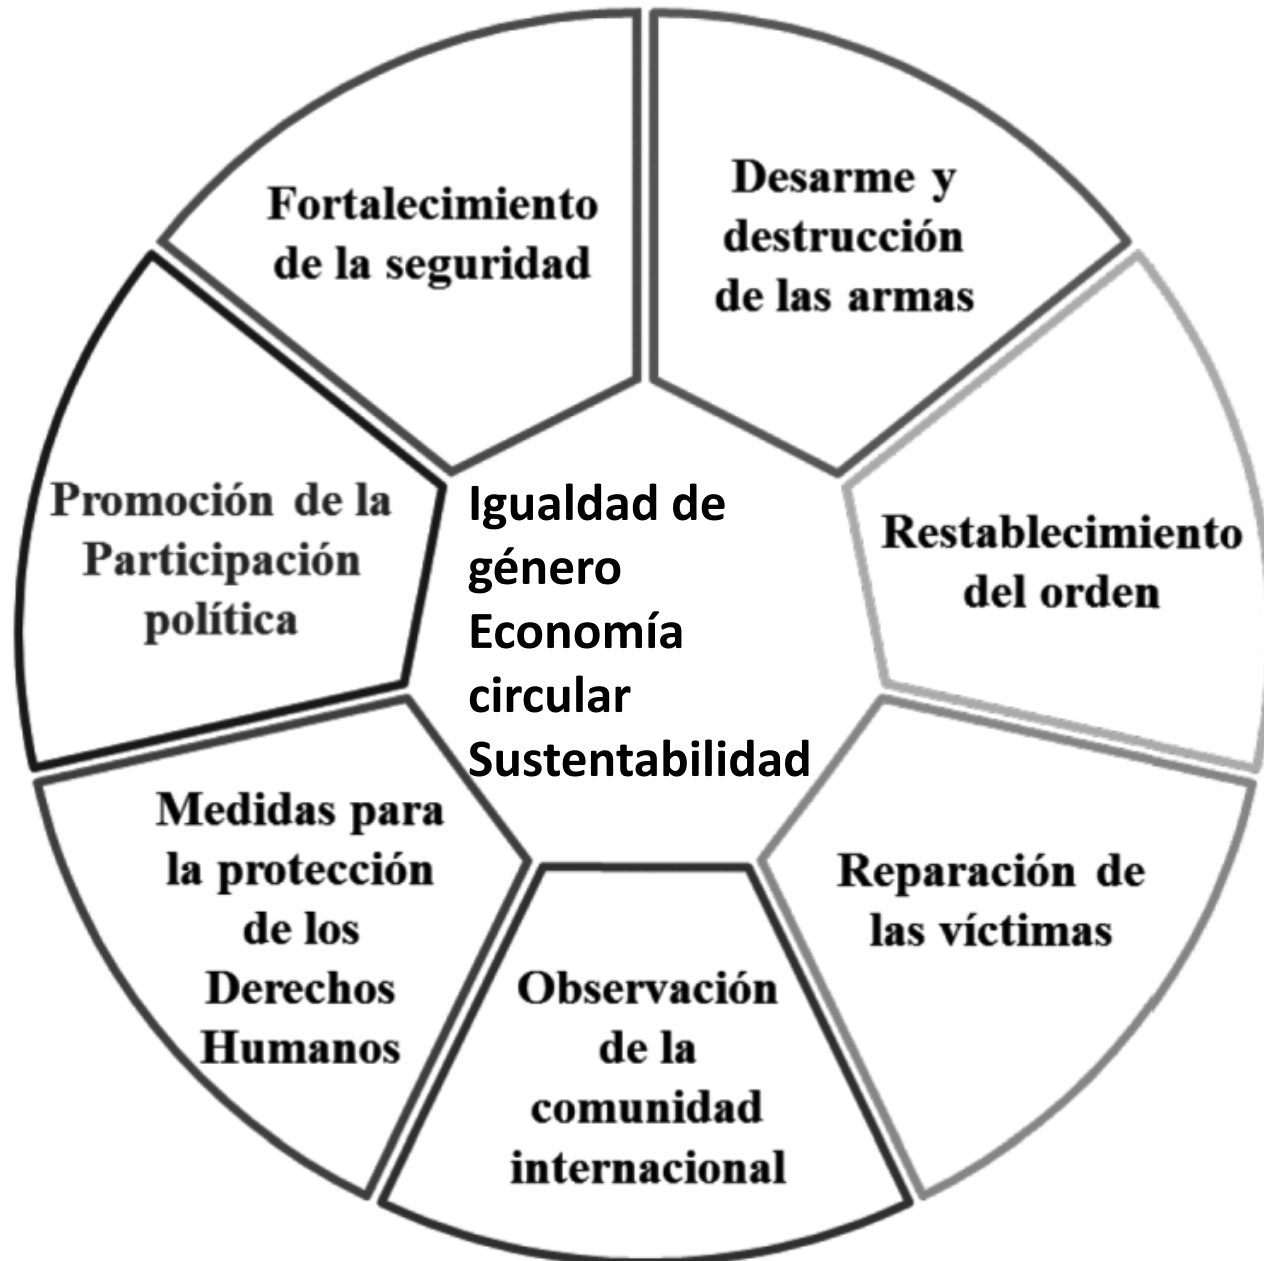 Desarme y
destrucción
de las armas
Restablecimiento
del orden
Reparación de
las víctimas
Observación
de la
comunidad
internacional
Medidas para
la protección
de los
Derechos
Humanos
Promoción de la
Participación
política
Fortalecimiento
de la seguridad
Igualdad de
género
Economía
circular
Sustentabilidad